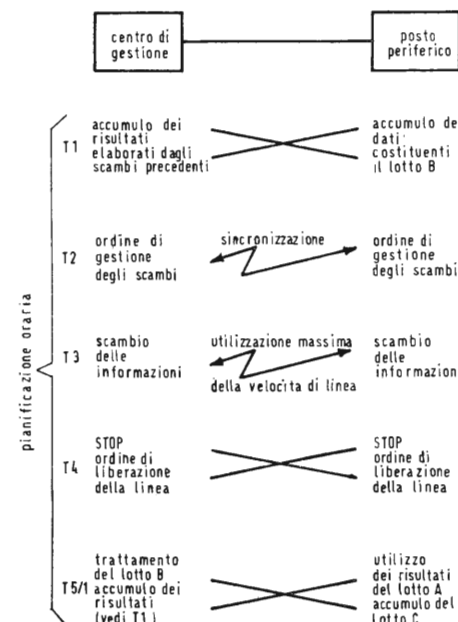 centro di
gestione
posto
periferico
pianificazione oraria
T1
accumulo dei
risultati
elaborati dagli
scambi precedenti
accumulo de
dati
costituenti
il lotto B
T2
ordine di
gestione
degli scambi
sincronizzazione
ordine di
gestione
degli scambi
T3
scambio
delle
informazioni
utilizzazione massima
della velocita di linea
scambio
delle
informazion
T4
STOP
ordine di
liberazione
della linea
STOP
ordine di
liberazione
della linea
T5/1
trattamento
del lotto B
accumulo dei
risultati
(vedi T1)
utilizzo
dei risultati
del lotto A
accumulo del
lotto C